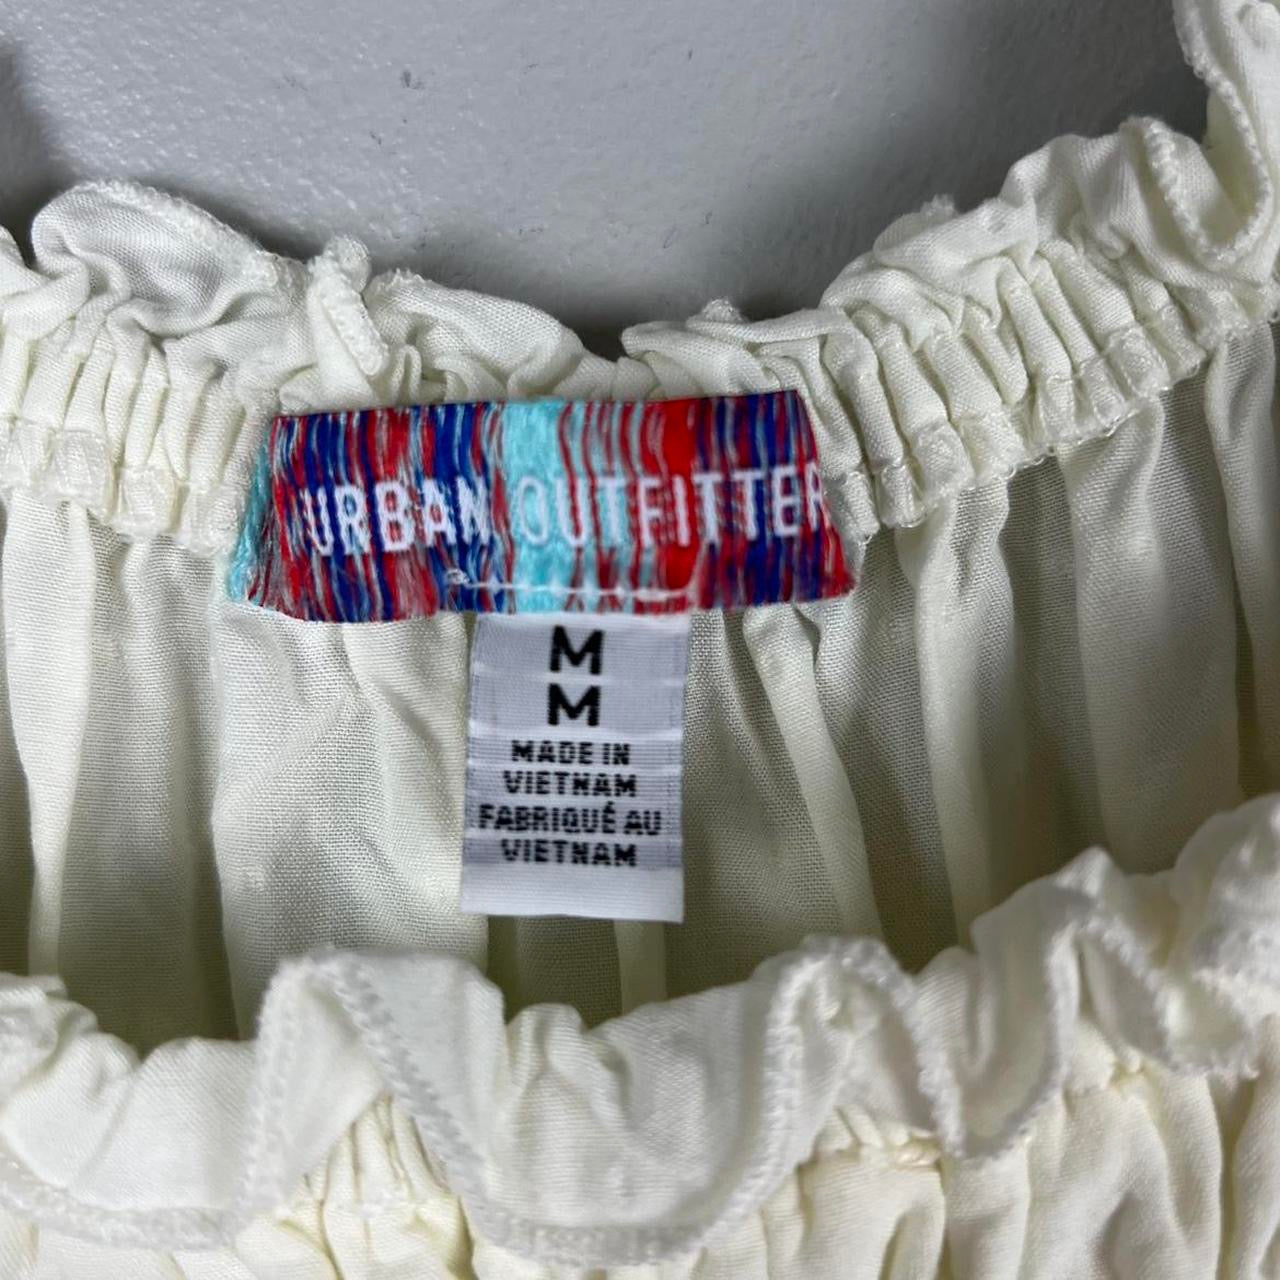 URBAN OUTFITTER
M
M
MADE IN
VIETNAM
FABRIQUÉ AU
VIETNAM